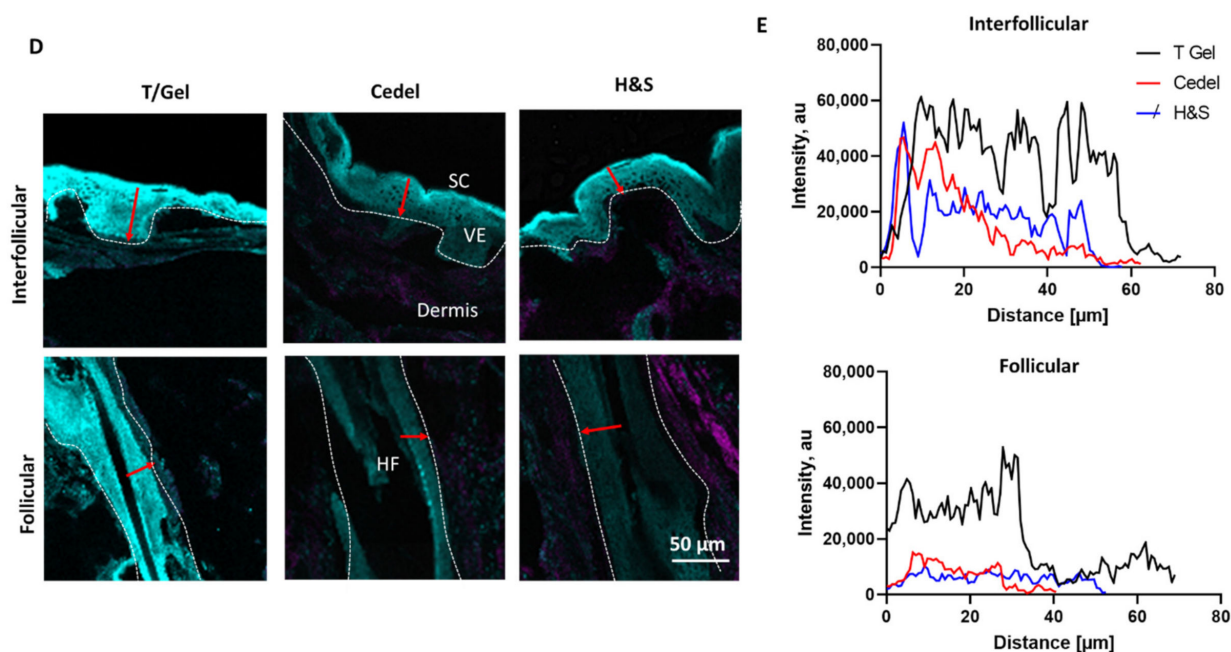 D
T/Gel
Cedel
H&S
Interfollicular
SC
VE
Dermis
Follicular
HF
50 µm
E
Interfollicular
80,000
60,000
40,000
20,000
0
Intensity, au
0 20 40 60 80
Distance [µm]
T Gel
Cedel
H&S
Follicular
80,000
60,000
40,000
20,000
0
Intensity, au
0 20 40 60 80
Distance [µm]